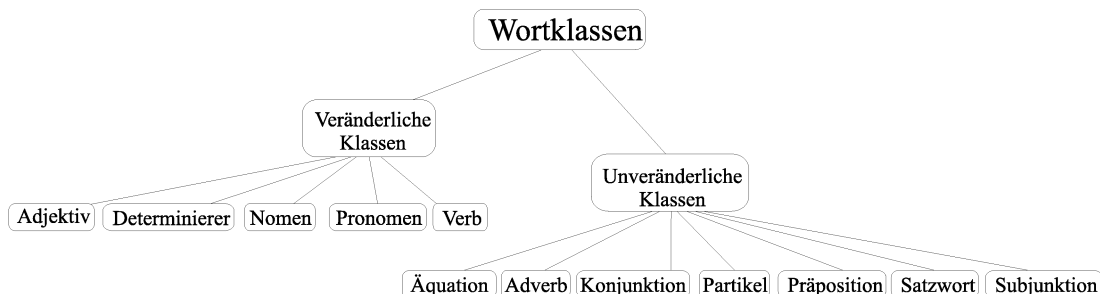 Wortklassen
Veränderliche
Klassen
Unveränderliche
Klassen
Adjektiv Determinierer Nomen Pronomen Verb
Äquation Adverb Konjunktion Partikel Präposition Satzwort Subjunktion